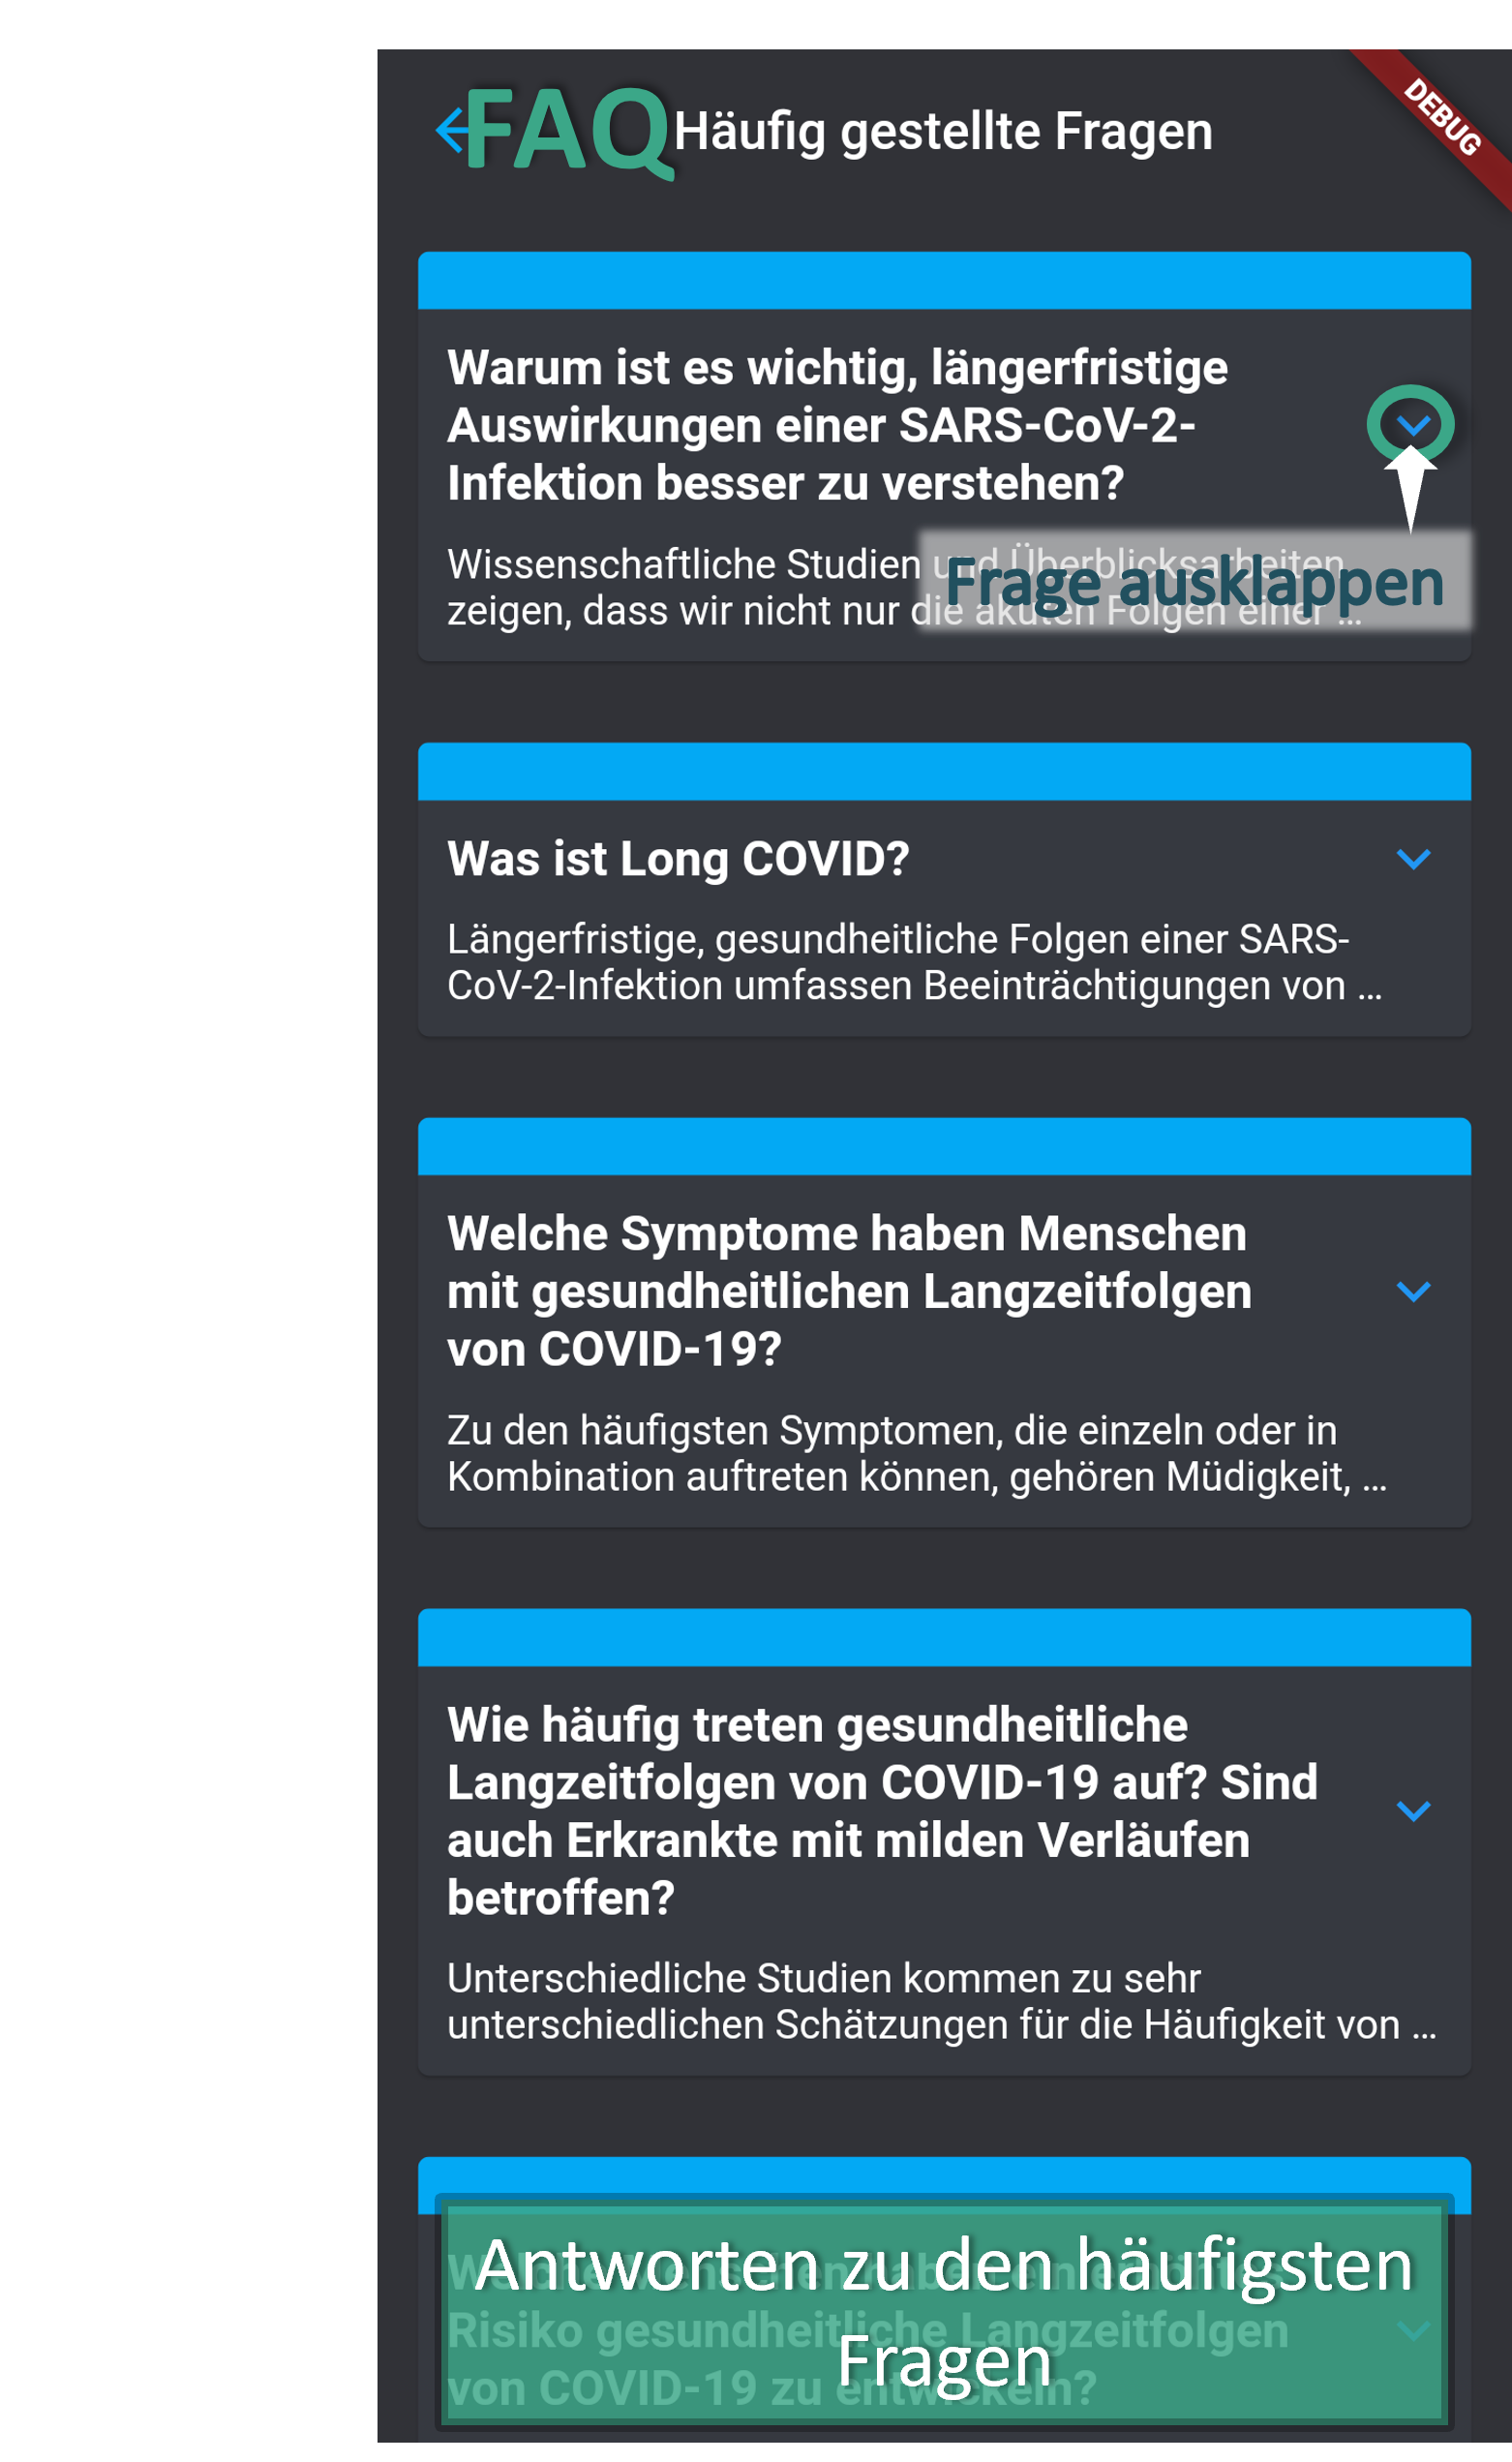 FAQ Häufig gestellte Fragen
DEBUG
Warum ist es wichtig, längerfristige
Auswirkungen einer SARS-CoV-2-
Infektion besser zu verstehen?
Wissenschaftliche Studien und Überblicksarbeiten
zeigen, dass wir nicht nur die akuten Folgen einer ...
Frage ausklappen
Was ist Long COVID?
Längerfristige, gesundheitliche Folgen einer SARS-
CoV-2-Infektion umfassen Beeinträchtigungen von ...
Welche Symptome haben Menschen
mit gesundheitlichen Langzeitfolgen
von COVID-19?
Zu den häufigsten Symptomen, die einzeln oder in
Kombination auftreten können, gehören Müdigkeit, ...
Wie häufig treten gesundheitliche
Langzeitfolgen von COVID-19 auf? Sind
auch Erkrankte mit milden Verläufen
betroffen?
Unterschiedliche Studien kommen zu sehr
unterschiedlichen Schätzungen für die Häufigkeit von ...
Antworten zu den häufigsten
Fragen
Risiko gesundheitliche Langzeitfolgen
von COVID-19 zu entwickeln?